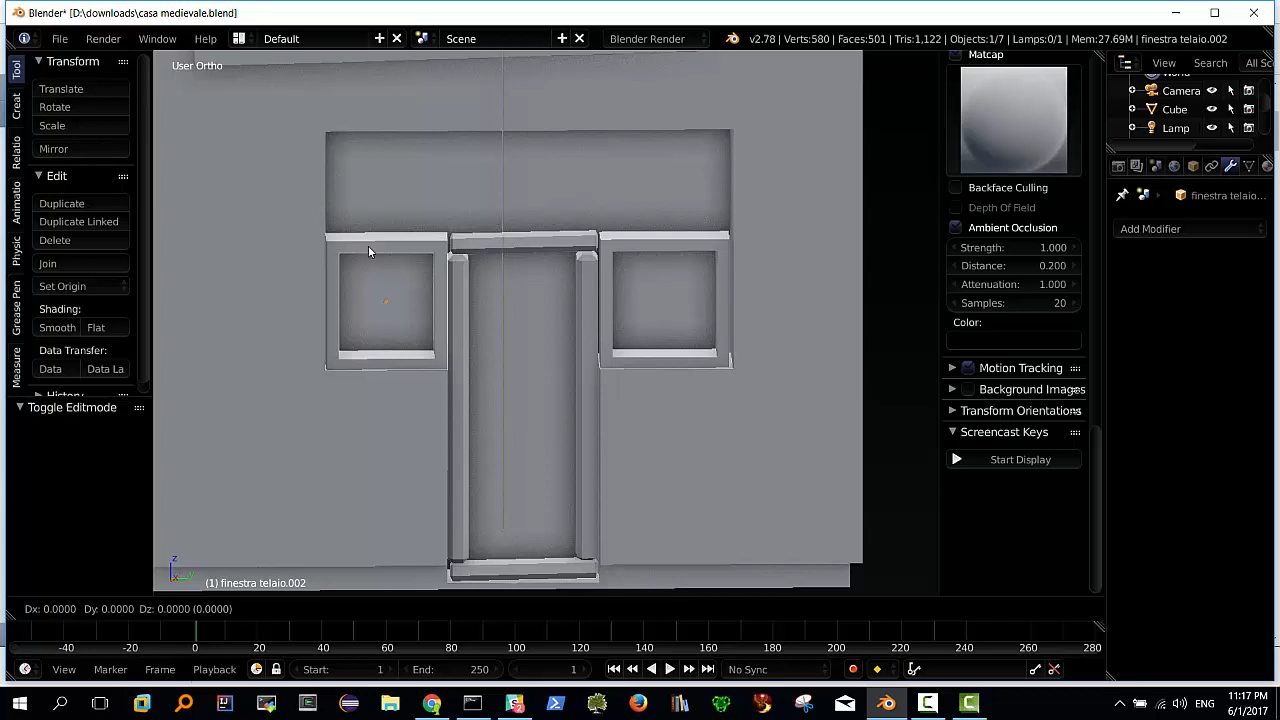 Blender* [D:\downloads\casa medievale.blend]
File Render Window Help Default Scene Blender Render v2.78 | Verts:580 | Faces:501 | Tris:1,122 | Objects:1/7 | Lamps:0/1 | Mem:27.69M | finestra telaio.002
User Ortho
Tool
Creat
Relatio
Animatio
Physic
Grease Pen
Measure
Transform
Translate
Rotate
Scale
Mirror
Edit
Duplicate
Duplicate Linked
Delete
Join
Set Origin
Shading:
Smooth Flat
Data Transfer:
Data Data La
History
Toggle Editmode
z
(1) finestra telaio.002
Matcap
Backface Culling
Depth Of Field
Ambient Occlusion
Strength: 1.000
Distance: 0.200
Attenuation: 1.000
Samples: 20
Color:
Motion Tracking
Background Images
Transform Orientations
Screencast Keys
Start Display
View Search All Sc
World
Camera
Cube
Lamp
finestra telaio...
Add Modifier
Dx: 0.0000 Dy: 0.0000 Dz: 0.0000 (0.0000)
-40 -20 0 20 40 60 80 100 120 140 160 180 200 220 240 260 280
View Marker Frame Playback Start: 1 End: 250 1 No Sync
ENG
11:17 PM
6/1/2017